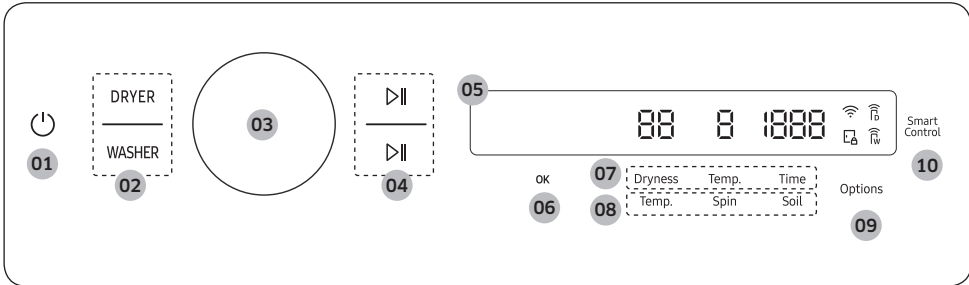 01
DRYER
WASHER
02
03
04
05
88 8 1888
D
W
Smart
Control
10
OK
06
07
Dryness Temp. Time
08
Temp. Spin Soil
Options
09